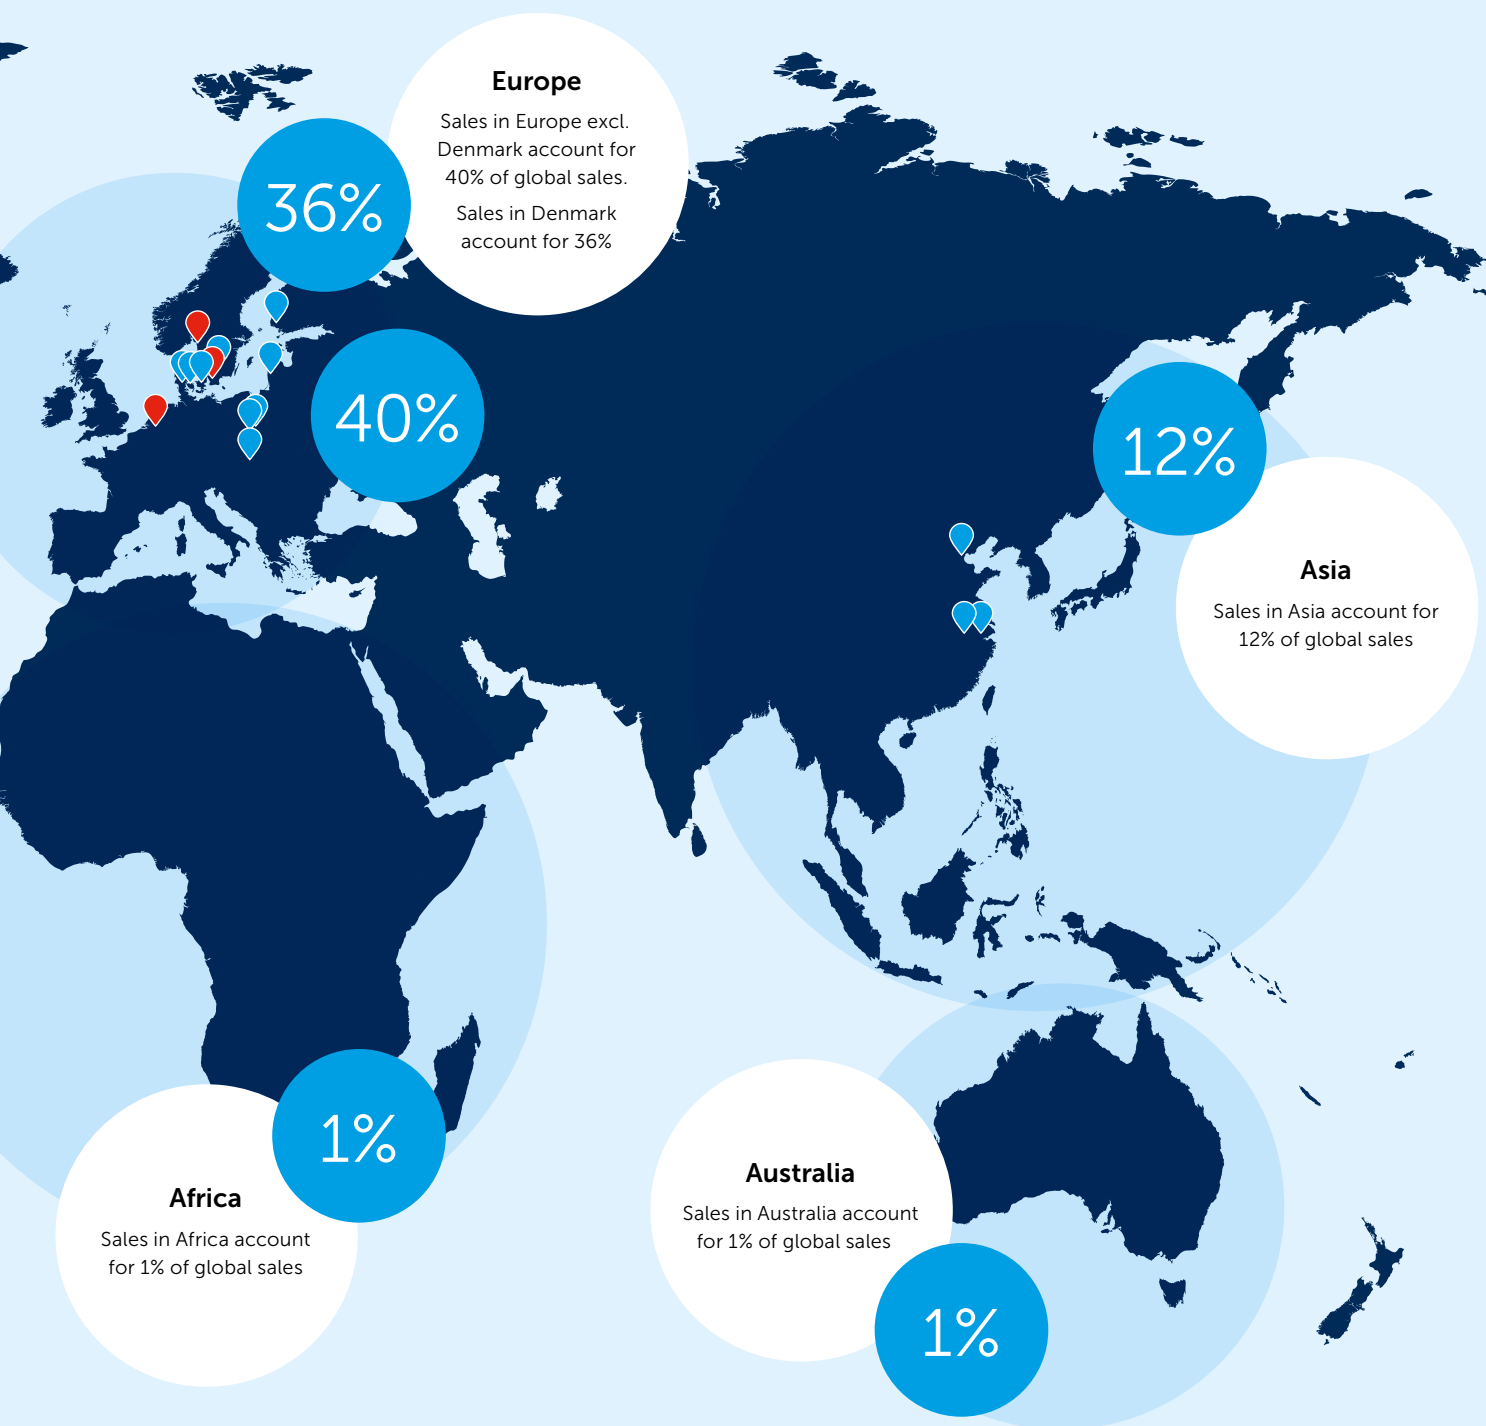 Europe
Sales in Europe excl.
Denmark account for
40% of global sales.
Sales in Denmark
account for 36%
36%
40%
12%
Asia
Sales in Asia account for
12% of global sales
1%
Africa
Sales in Africa account
for 1% of global sales
Australia
Sales in Australia account
for 1% of global sales
1%